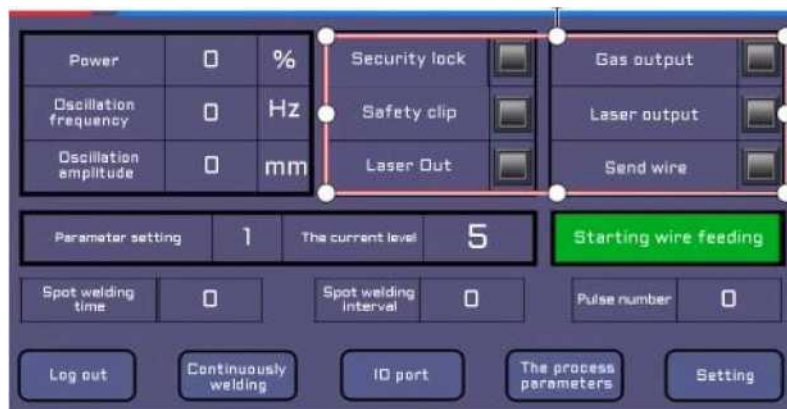 Power 0 % Security lock Gas output
Oscillation
frequency 0 Hz Safety clip Laser output
Oscillation
amplitude 0 mm Laser Out Send wire
Parameter setting 1 The current level 5 Starting wire feeding
Spot welding
time 0 Spot welding
interval 0 Pulse number 0
Log out Continuously
welding IO port The process
parameters Setting